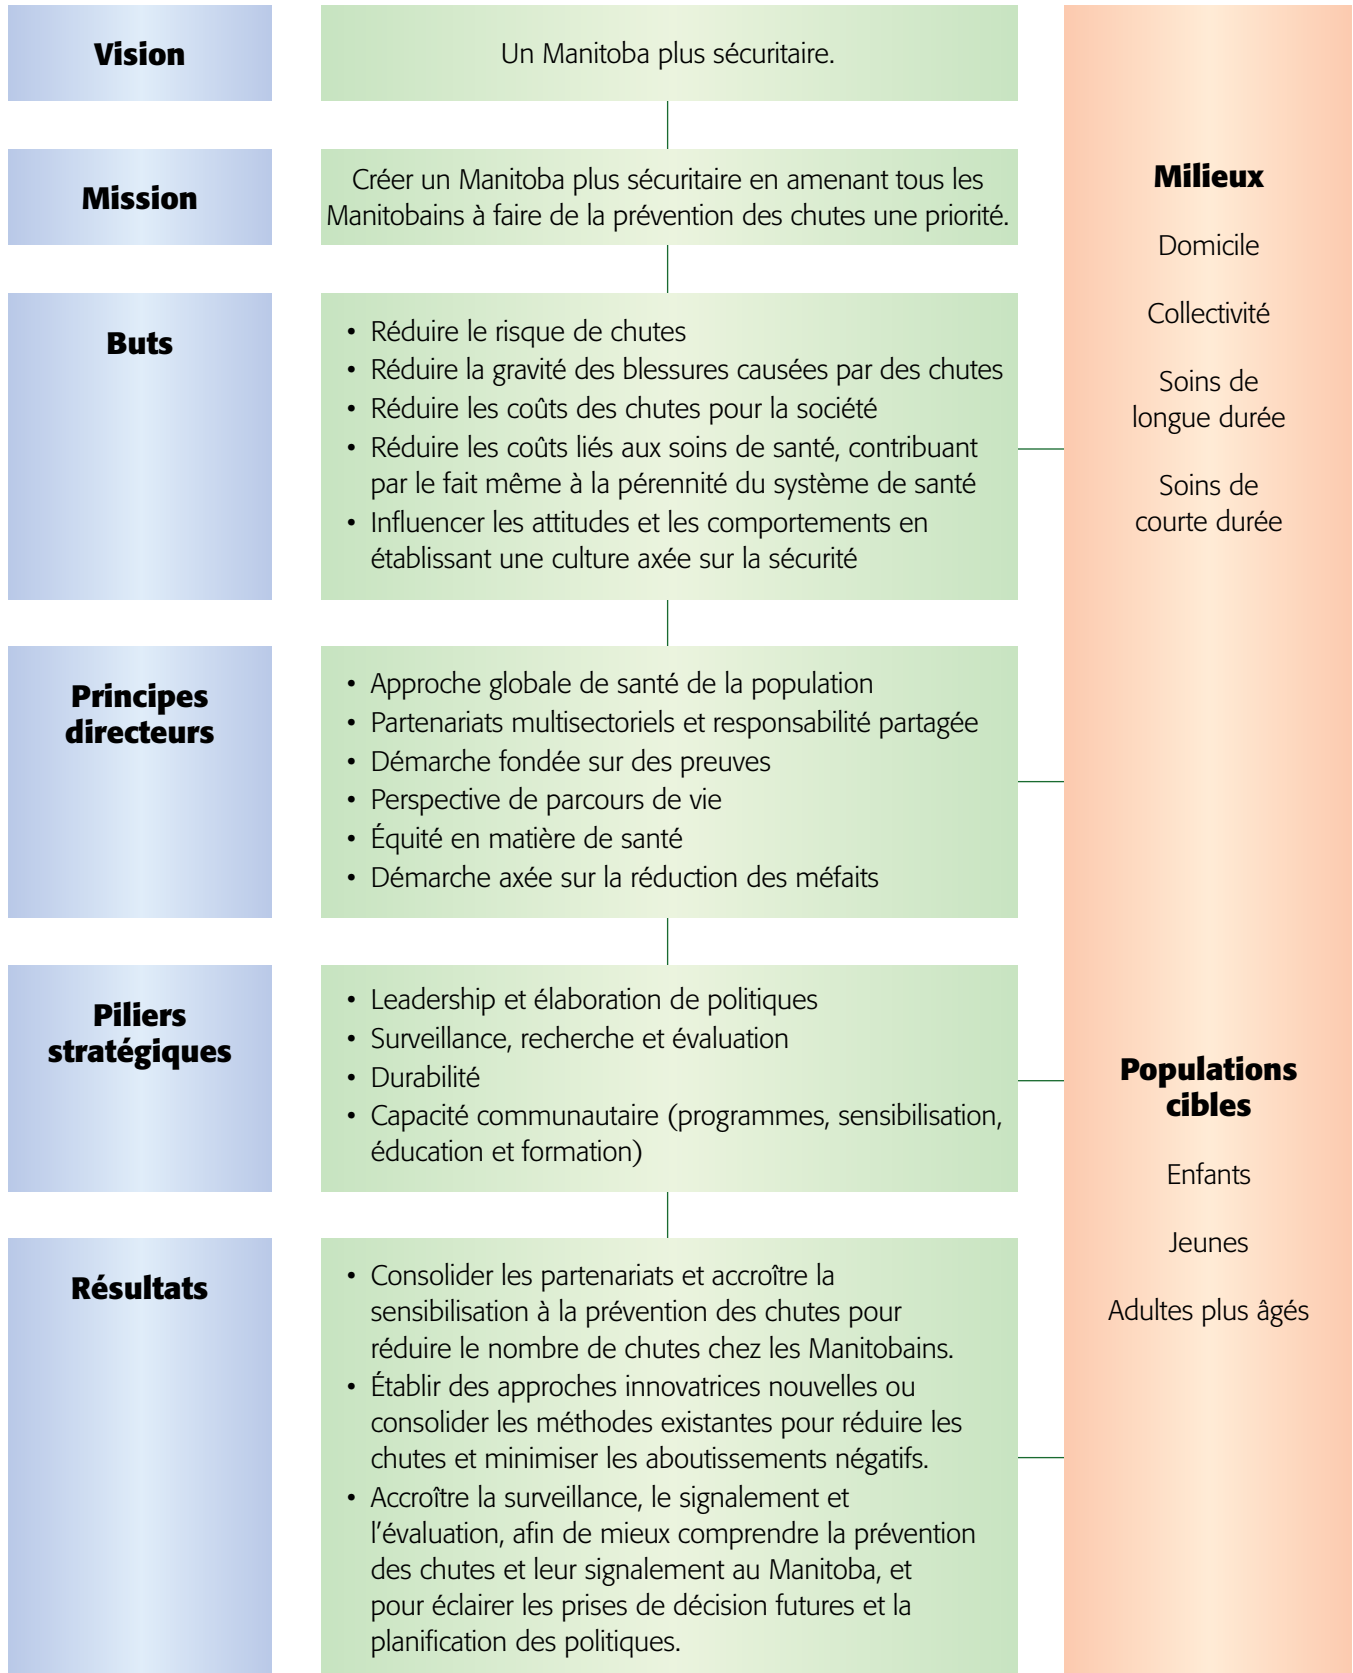 Vision
Un Manitoba plus sécuritaire.
Mission
Créer un Manitoba plus sécuritaire en amenant tous les
Manitobains à faire de la prévention des chutes une priorité.
Buts
• Réduire le risque de chutes
• Réduire la gravité des blessures causées par des chutes
• Réduire les coûts des chutes pour la société
• Réduire les coûts liés aux soins de santé, contribuant
par le fait même à la pérennité du système de santé
• Influencer les attitudes et les comportements en
établissant une culture axée sur la sécurité
Principes
directeurs
• Approche globale de santé de la population
• Partenariats multisectoriels et responsabilité partagée
• Démarche fondée sur des preuves
• Perspective de parcours de vie
• Équité en matière de santé
• Démarche axée sur la réduction des méfaits
Piliers
stratégiques
• Leadership et élaboration de politiques
• Surveillance, recherche et évaluation
• Durabilité
• Capacité communautaire (programmes, sensibilisation,
éducation et formation)
Résultats
• Consolider les partenariats et accroître la
sensibilisation à la prévention des chutes pour
réduire le nombre de chutes chez les Manitobains.
• Établir des approches innovatrices nouvelles ou
consolider les méthodes existantes pour réduire les
chutes et minimiser les aboutissements négatifs.
• Accroître la surveillance, le signalement et
l'évaluation, afin de mieux comprendre la prévention
des chutes et leur signalement au Manitoba, et
pour éclairer les prises de décision futures et la
planification des politiques.
Milieux
Domicile
Collectivité
Soins de
longue durée
Soins de
courte durée
Populations
cibles
Enfants
Jeunes
Adultes plus âgés